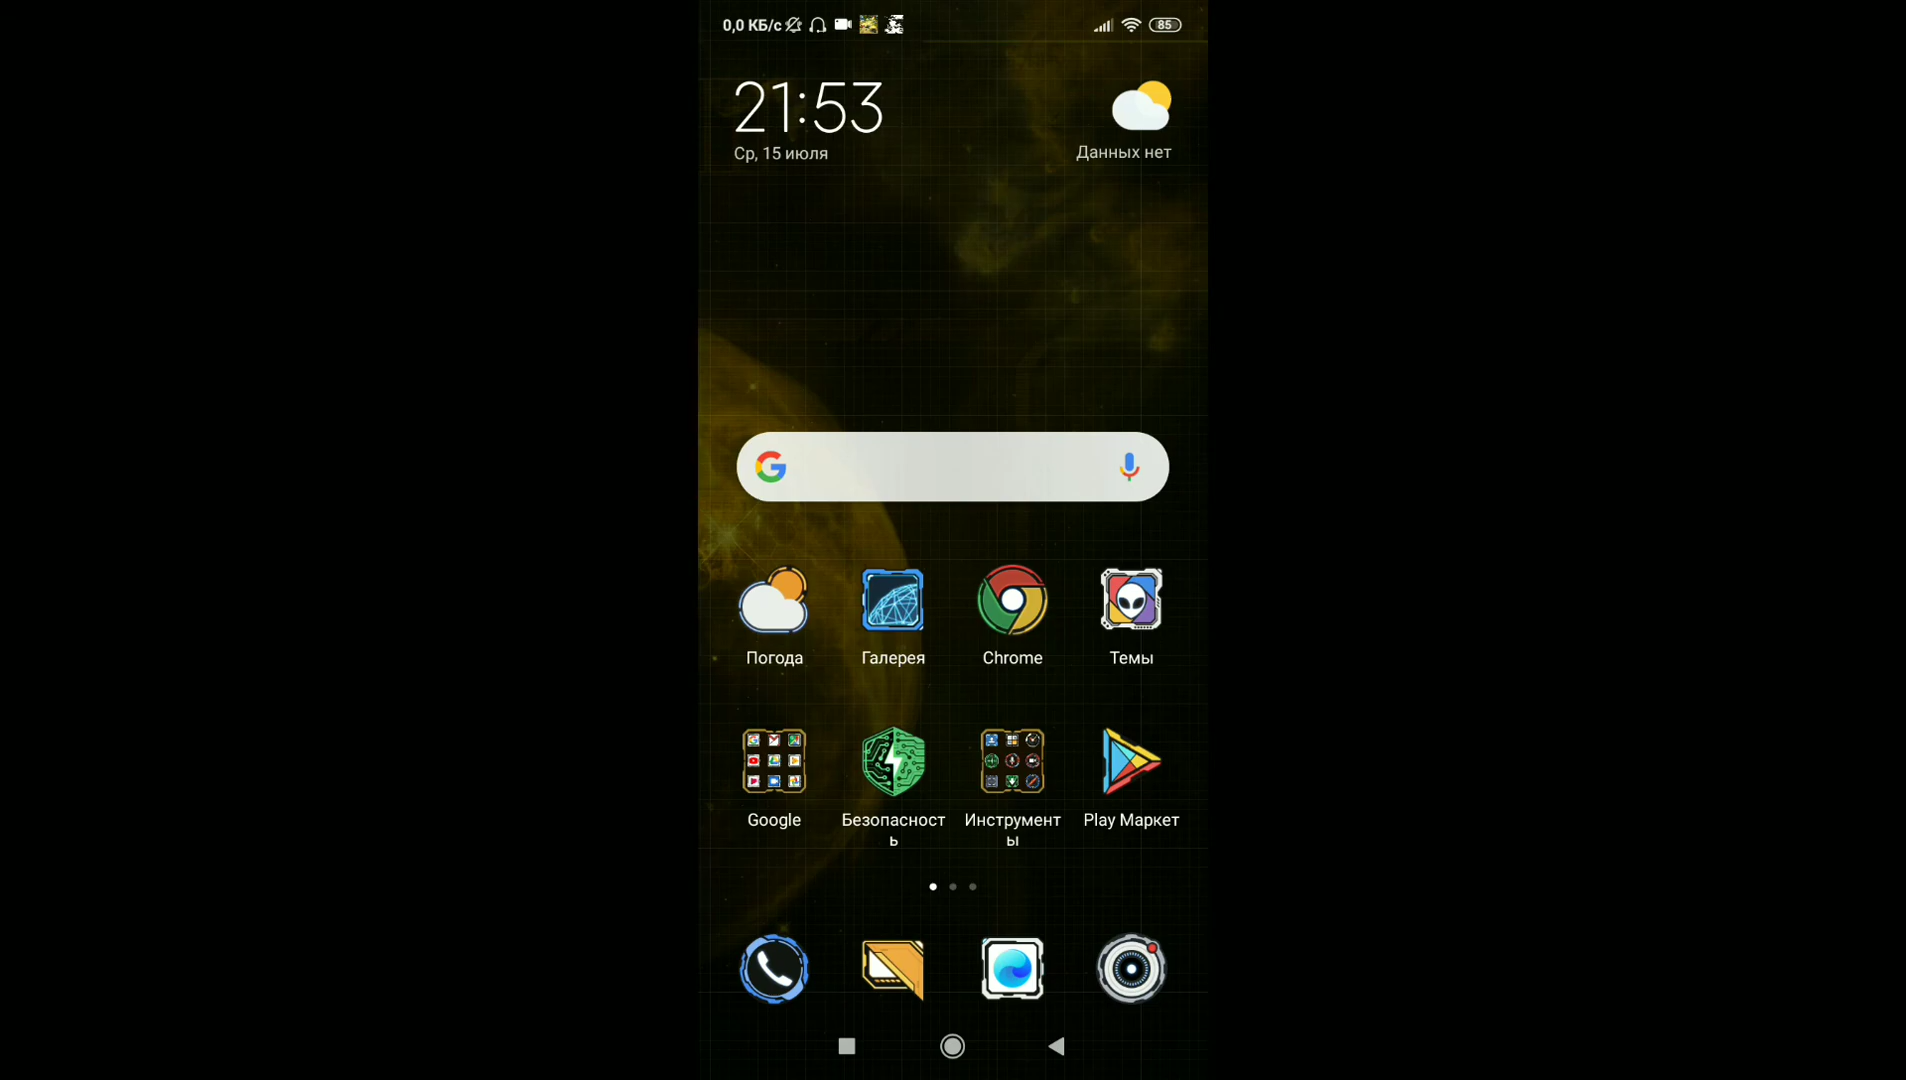 0,0 КБ/с
85
21:53
Ср, 15 июля
Данных нет
Погода
Галерея
Chrome
Темы
Google
Безопасност
ь
Инструмент
ы
Play Маркет